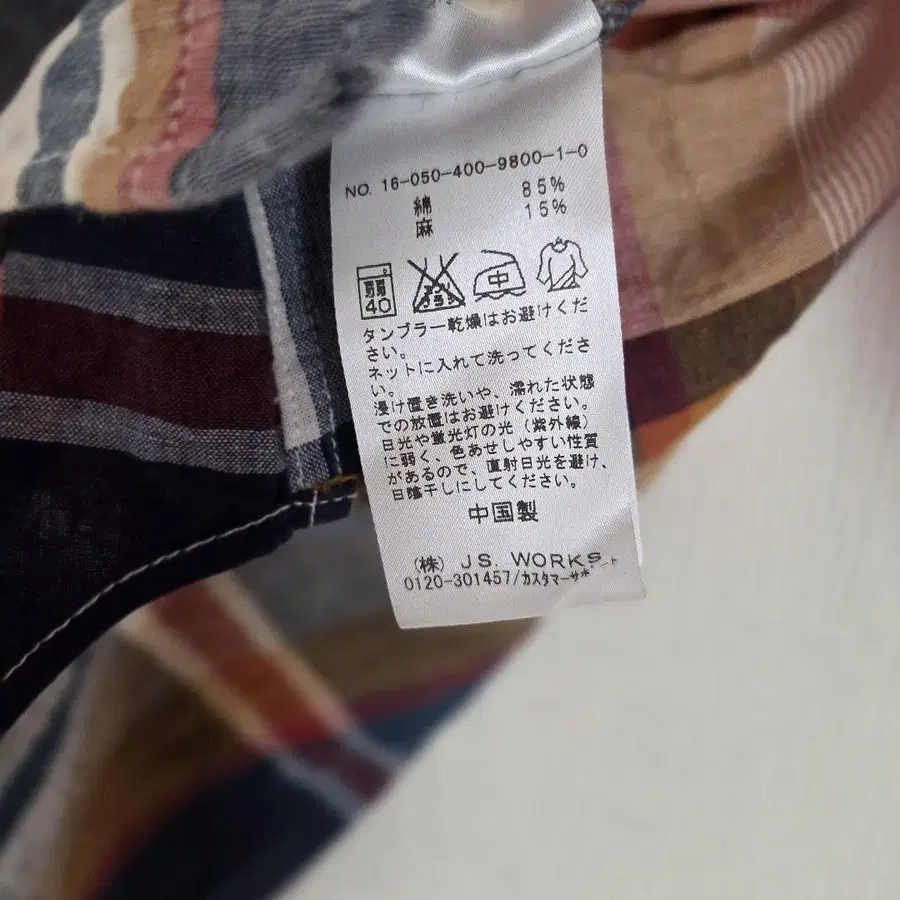 NO. 16-050-400-9800-1-0
綿 85%
麻 15%
弱 40
中
タンブラー乾燥はお避けくだ
さい。
ネットに入れて洗ってくださ
い。
浸け置き洗いや、濡れた状態
での放置はお避けください。
日光や蛍光灯の光（紫外線）
に弱く、色あせしやすい性質
があるので、直射日光を避け、
日陰干しにしてください。
中国製
（株）J.S. WORKS
0120-301457/カスタマーサポート